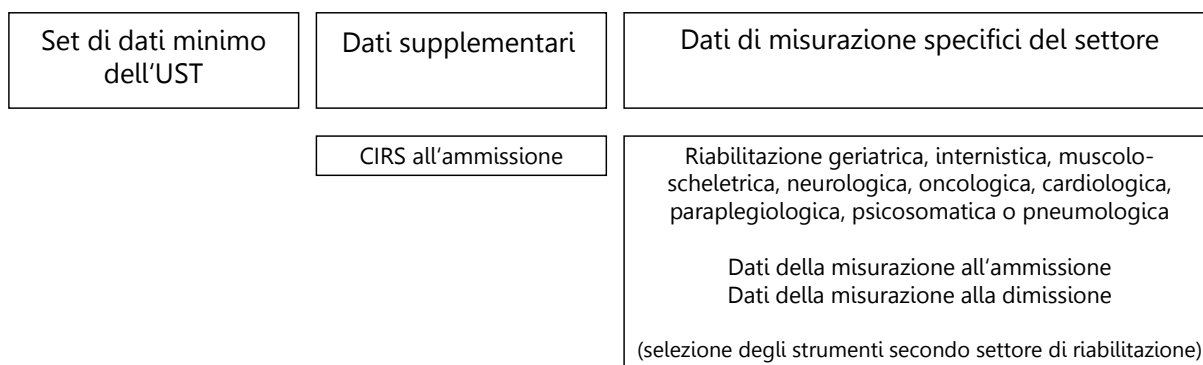 Set di dati minimo
dell‘UST
Dati supplementari
Dati di misurazione specifici del settore
CIRS all‘ammissione
Riabilitazione geriatrica, internistica, muscolo-
scheletrica, neurologica, oncologica, cardiologica,
paraplegiologica, psicosomatica o pneumologica
Dati della misurazione all‘ammissione
Dati della misurazione alla dimissione
(selezione degli strumenti secondo settore di riabilitazione)